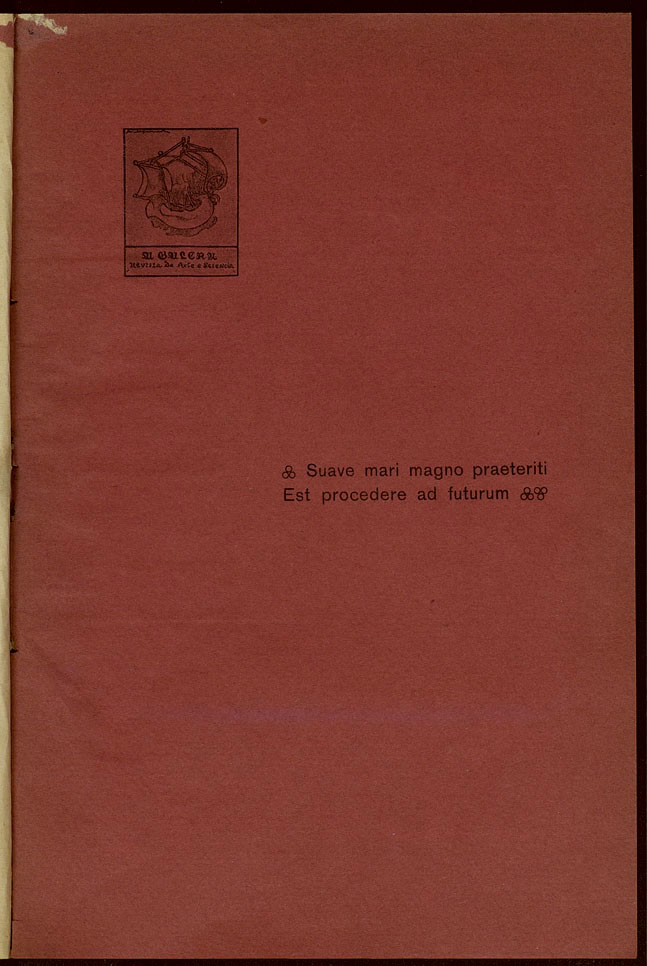 A GALERA
Revista De Arte e Sciencia
Suave mari magno praeteriti
Est procedere ad futurum